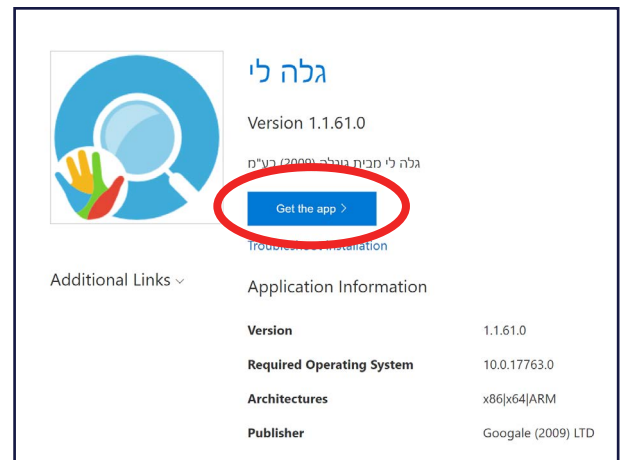 גלה לי
Version 1.1.61.0
גלה לי מבית גוגלה (2009) בע"מ
Get the app >
Troubleshoot Installation
Additional Links
Application Information
Version 1.1.61.0
Required Operating System 10.0.17763.0
Architectures x86|x64|ARM
Publisher Googale (2009) LTD